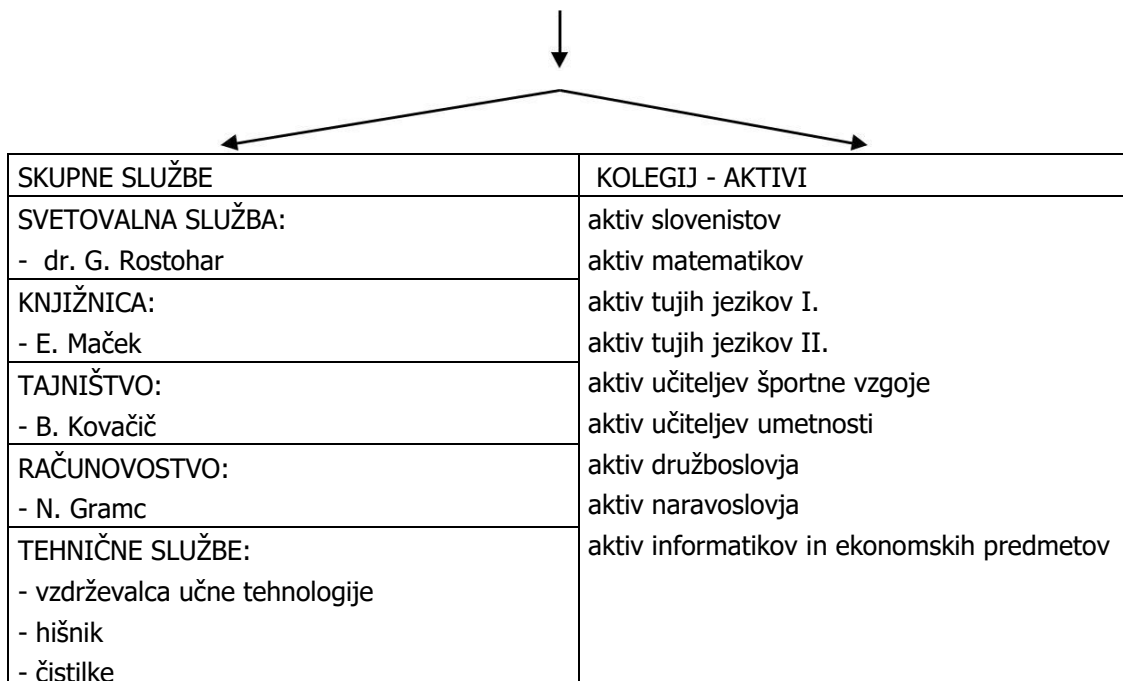 SKUPNE SLUŽBE
SVETOVALNA SLUŽBA:
- dr. G. Rostohar
KNJIŽNICA:
- E. Maček
TAJNIŠTVO:
- B. Kovačič
RAČUNOVOSTVO:
- N. Gramc
TEHNIČNE SLUŽBE:
- vzdrževalca učne tehnologije
- hišnik
- čistilke
KOLEGIJ - AKTIVI
aktiv slovenistov
aktiv matematikov
aktiv tujih jezikov I.
aktiv tujih jezikov II.
aktiv učiteljev športne vzgoje
aktiv učiteljev umetnosti
aktiv družboslovja
aktiv naravoslovja
aktiv informatikov in ekonomskih predmetov